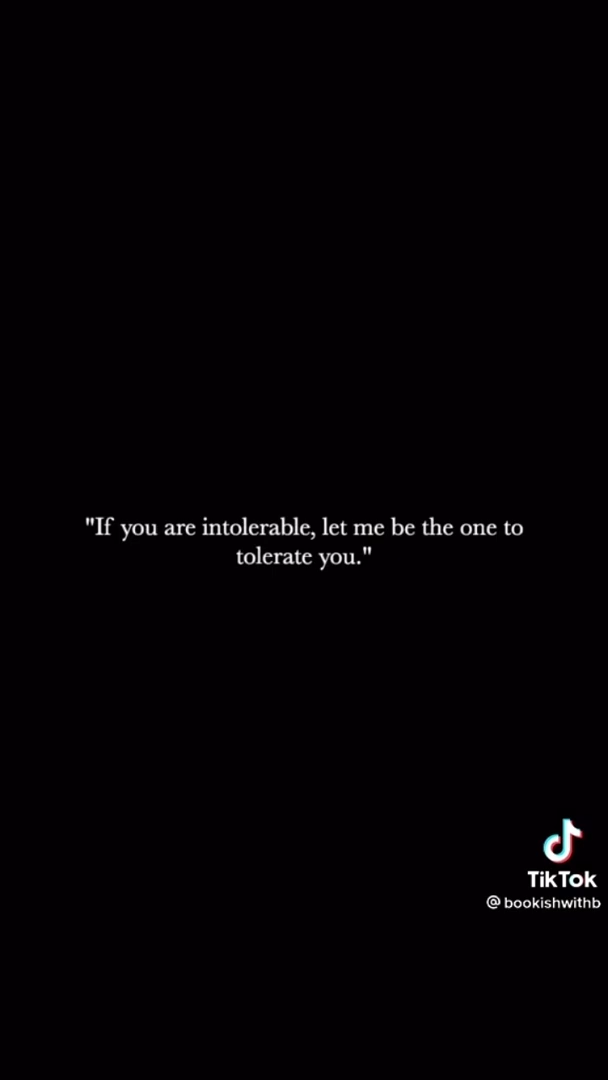 "If you are intolerable, let me be the one to
tolerate you."
TikTok
@bookishwithb